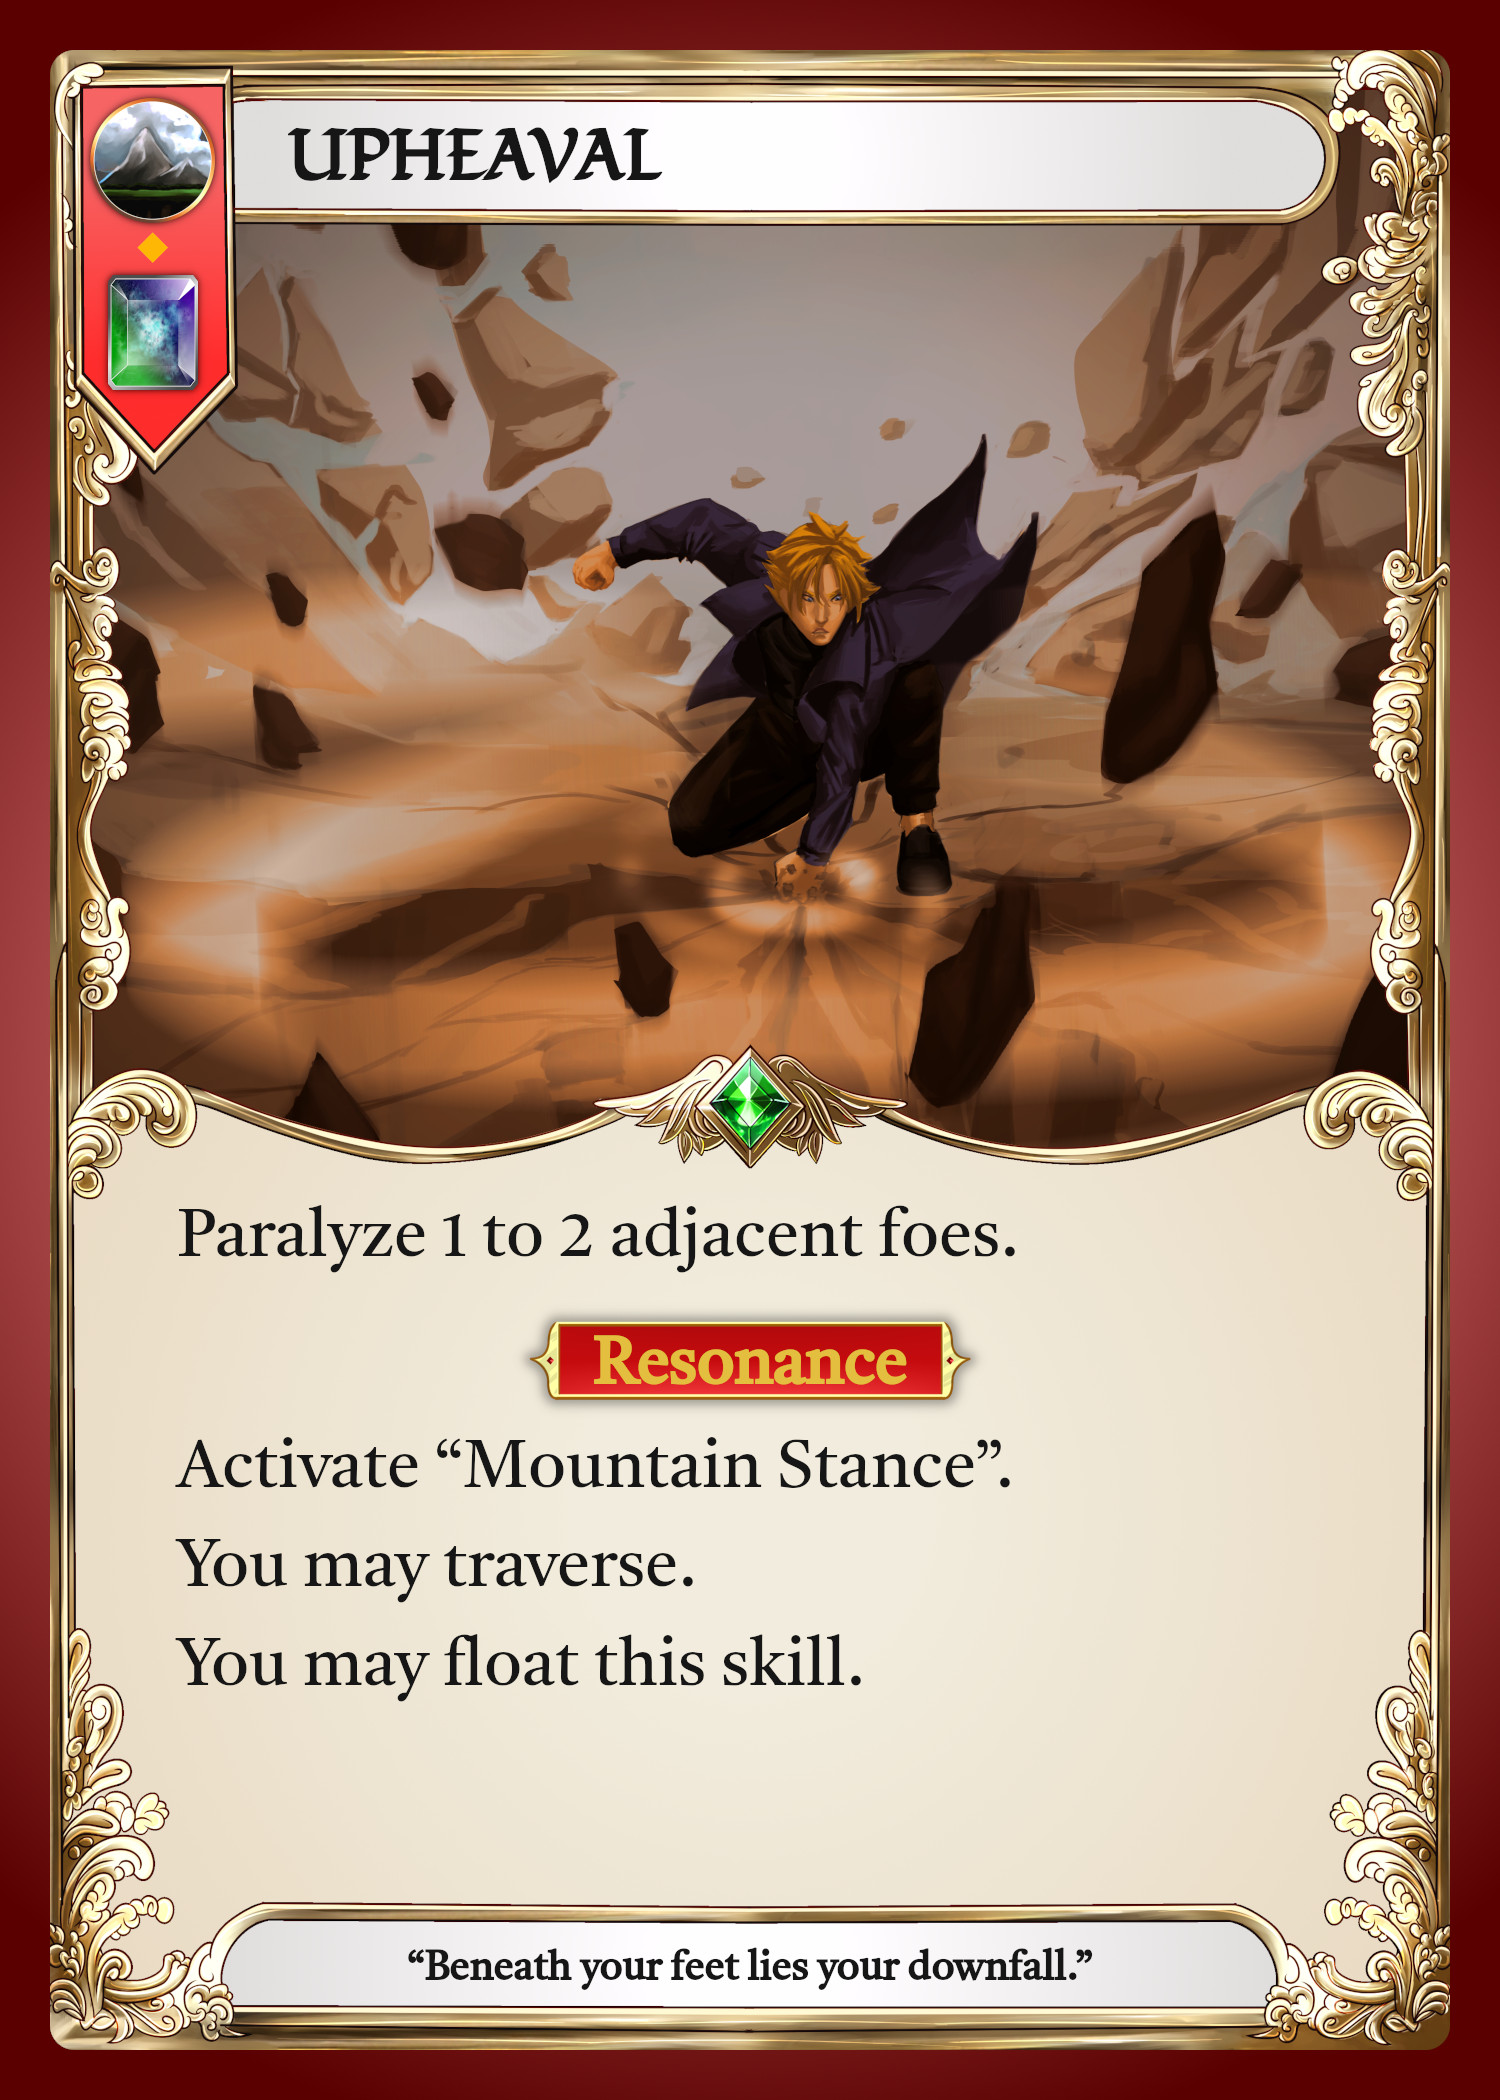 UPHEAVAL
Paralyze 1 to 2 adjacent foes.
Resonance
Activate “Mountain Stance”.
You may traverse.
You may float this skill.
“Beneath your feet lies your downfall.”